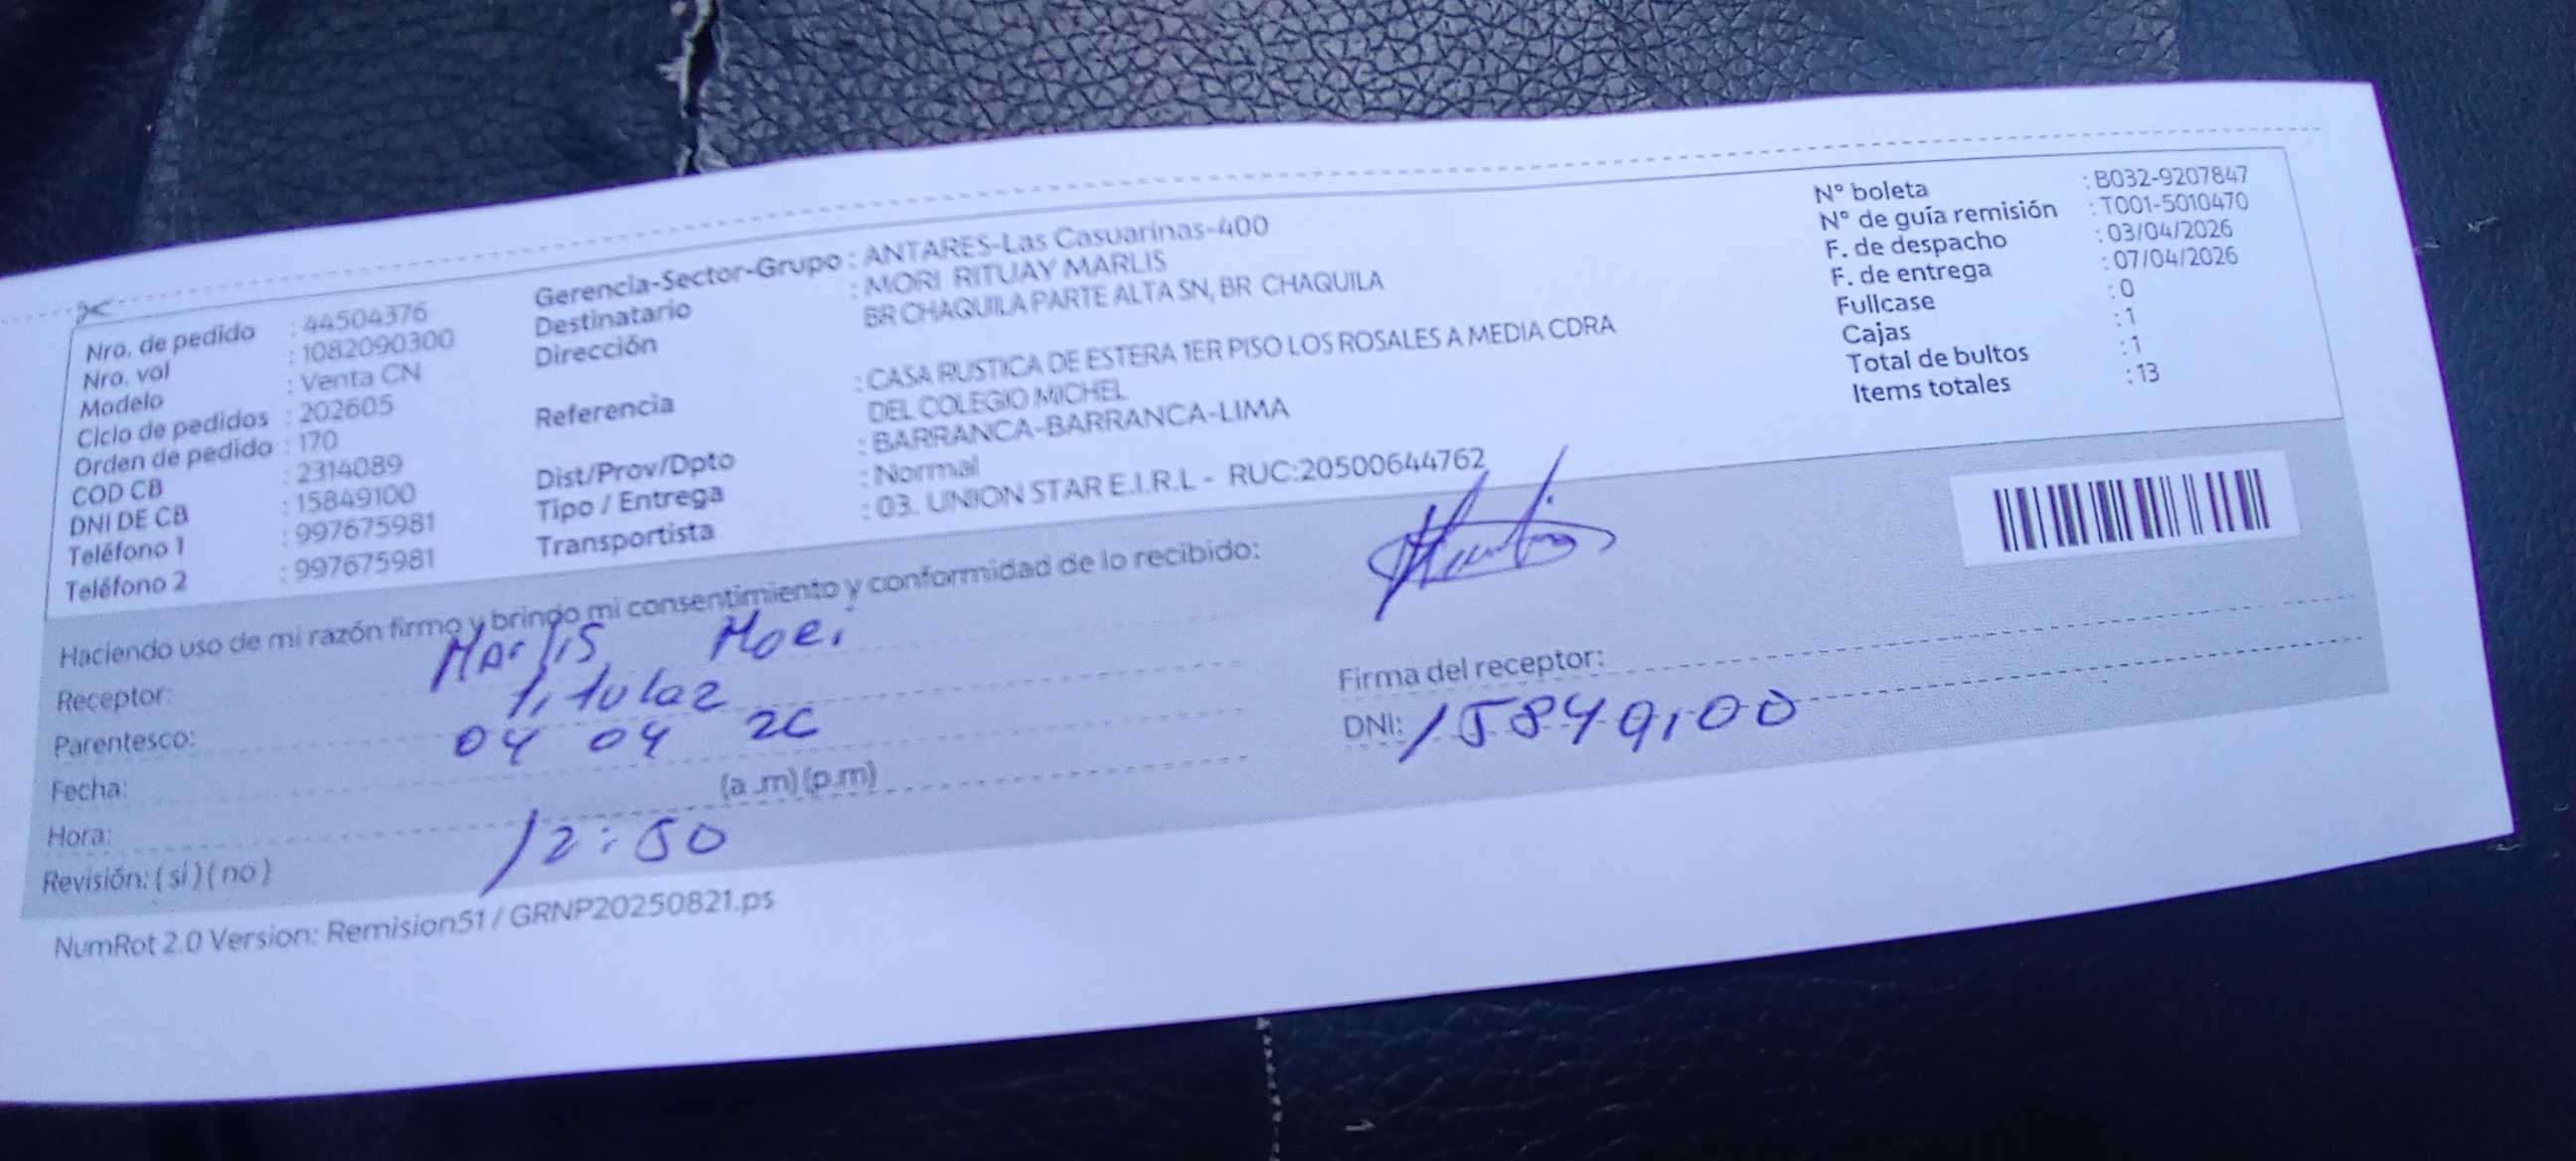 Nro. de pedido : 44504376
Nro. vol : 1082090300
Modelo : Venta CN
Ciclo de pedidos : 202605
Orden de pedido : 170
COD CB : 2314089
DNI DE CB : 15849100
Teléfono 1 : 997675981
Teléfono 2 : 997675981
Gerencia-Sector-Grupo : ANTARES-Las Casuarinas-400
Destinatario : MORI RITUAY MARLIS
Dirección BR CHAQUILA PARTE ALTA SN, BR CHAQUILA
Referencia : CASA RUSTICA DE ESTERA 1ER PISO LOS ROSALES A MEDIA CDRA
DEL COLEGIO MICHEL
Dist/Prov/Dpto : BARRANCA-BARRANCA-LIMA
Tipo / Entrega : Normal
Transportista : 03. UNION STAR E.I.R.L - RUC:20500644762
N° boleta : B032-9207847
N° de guía remisión : T001-5010470
F. de despacho : 03/04/2026
F. de entrega : 07/04/2026
Fullcase : 0
Cajas : 1
Total de bultos : 1
Items totales : 13
Haciendo uso de mi razón firmo y brindo mi consentimiento y conformidad de lo recibido:
Receptor: Marlis Mori
Parentesco: titular
Fecha: 04 04 26
Hora: 12:50 (a .m) (p.m)
Revisión: ( sí ) ( no )
Firma del receptor:
DNI: 15849100
NumRot 2.0 Version: Remision51 / GRNP20250821.ps